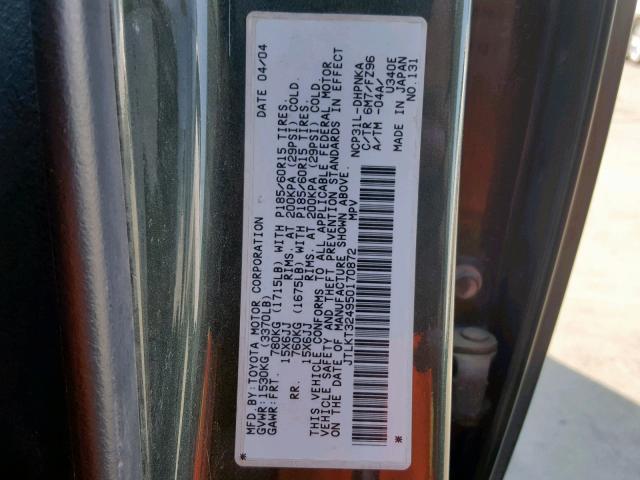 MFD.BY:TOYOTA MOTOR CORPORATION DATE 04/04
GVWR:1530KG (3370LB)
GAWR:FRT. 780KG (1715LB) WITH P185/60R15 TIRES.
15X6JJ RIMS. AT 200KPA (29PSI) COLD.
RR. 760KG (1675LB) WITH P185/60R15 TIRES.
15X6JJ RIMS. AT 200KPA (29PSI) COLD.
THIS VEHICLE CONFORMS TO ALL APPLICABLE FEDERAL MOTOR
VEHICLE SAFETY AND THEFT PREVENTION STANDARDS IN EFFECT
ON THE DATE OF MANUFACTURE SHOWN ABOVE.
* JTLKT324950170872 MPV NCP31L-DHPNKA
C/TR 6M7/FZ96
A/TM -04A/ U340E
MADE IN JAPAN
* NO.131